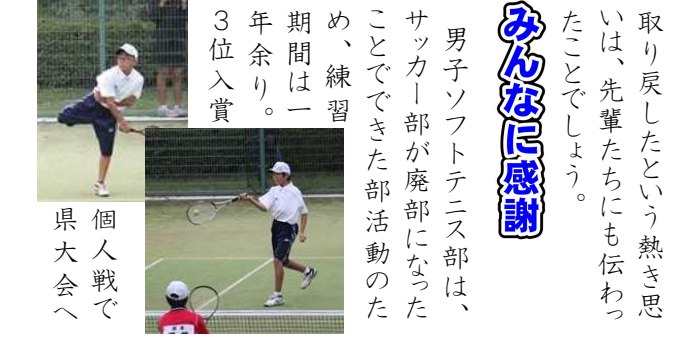 取り戻したという熱き思
いは、先輩たちにも伝わっ
たことでしょう。
みんなに感謝
男子ソフトテニス部は、
サッカー部が廃部になった
ことでできた部活動のた
め、練習
期間は一
年余り。
３位入賞
個人戦で
県大会へ